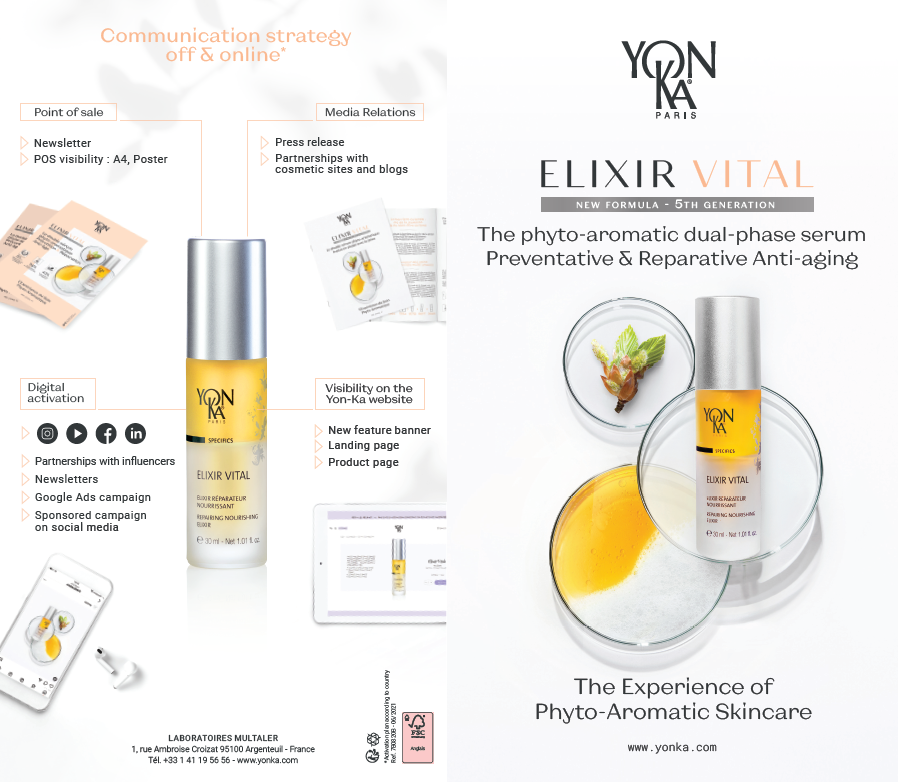 Communication strategy
off & online*
Point of sale
Newsletter
POS visibility : A4, Poster
Media Relations
Press release
Partnerships with
cosmetic sites and blogs
YON
KA
PARIS
SPECIFICS
ELIXIR VITAL
ELIXIR RÉPARATEUR
NOURRISSANT
REPAIRING NOURISHING
ELIXIR
℮ 30 ml - Net 1.01 fl. oz.
Digital
activation
Partnerships with influencers
Newsletters
Google Ads campaign
Sponsored campaign
on social media
Visibility on the
Yon-Ka website
New feature banner
Landing page
Product page
LABORATOIRES MULTALER
1, rue Ambroise Croizat 95100 Argenteuil - France
Tél. +33 1 41 19 56 56 - www.yonka.com
*Activation plan according to country
FSC
Anglais
YON
KA®
PARIS
ELIXIR VITAL
NEW FORMULA - 5TH GENERATION
The phyto-aromatic dual-phase serum
Preventative & Reparative Anti-aging
YON
KA
PARIS
SPECIFICS
ELIXIR VITAL
ELIXIR RÉPARATEUR
NOURRISSANT
REPAIRING NOURISHING
ELIXIR
℮ 30 ml - Net 1.01 fl. oz.
The Experience of
Phyto-Aromatic Skincare
www.yonka.com